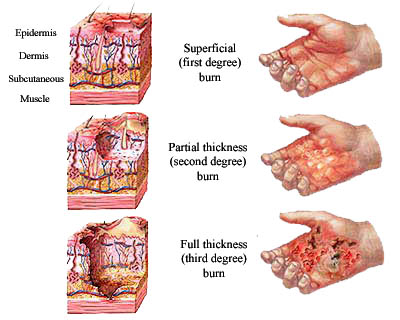 Epidermis
Dermis
Subcutaneous
Muscle
Superficial
(first degree)
burn
Partial thickness
(second degree)
burn
Full thickness
(third degree)
burn